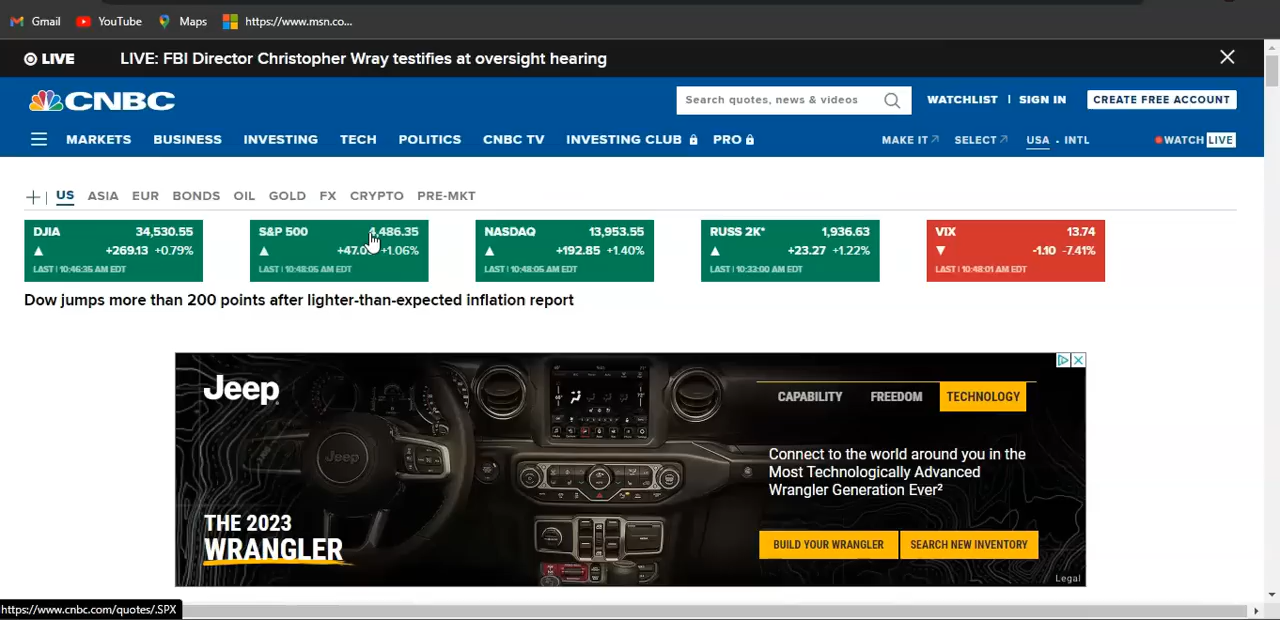 Gmail YouTube Maps https://www.msn.co...
LIVE LIVE: FBI Director Christopher Wray testifies at oversight hearing
CNBC Search quotes, news & videos WATCHLIST | SIGN IN CREATE FREE ACCOUNT
MARKETS BUSINESS INVESTING TECH POLITICS CNBC TV INVESTING CLUB PRO MAKE IT SELECT USA • INTL WATCH LIVE
US ASIA EUR BONDS OIL GOLD FX CRYPTO PRE-MKT
DJIA 34,530.55
+269.13 +0.79%
LAST | 10:46:35 AM EDT
S&P 500 4,486.35
+47.0 +1.06%
LAST | 10:48:05 AM EDT
NASDAQ 13,953.55
+192.85 +1.40%
LAST | 10:48:05 AM EDT
RUSS 2K* 1,936.63
+23.27 +1.22%
LAST | 10:33:00 AM EDT
VIX 13.74
-1.10 -7.41%
LAST | 10:48:01 AM EDT
Dow jumps more than 200 points after lighter-than-expected inflation report
Jeep
Jeep
THE 2023
WRANGLER
CAPABILITY FREEDOM TECHNOLOGY
Connect to the world around you in the
Most Technologically Advanced
Wrangler Generation Ever²
BUILD YOUR WRANGLER SEARCH NEW INVENTORY
Legal
https://www.cnbc.com/quotes/.SPX